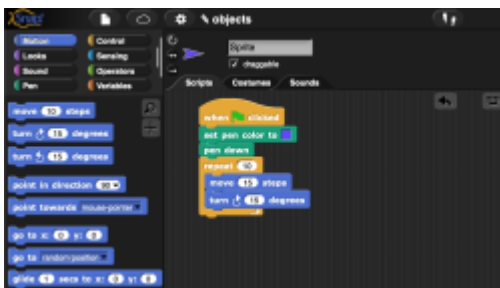 Snap!
objects
Motion
Control
Looks
Sensing
Sound
Operators
Pen
Variables
Sprite
draggable
Scripts
Costumes
Sounds
move 10 steps
turn 15 degrees
turn 15 degrees
point in direction 90
point towards mouse-pointer
go to x: 0 y: 0
go to random position
glide 1 secs to x: 0 y: 0
when clicked
set pen color to
pen down
repeat 10
move 15 steps
turn 15 degrees